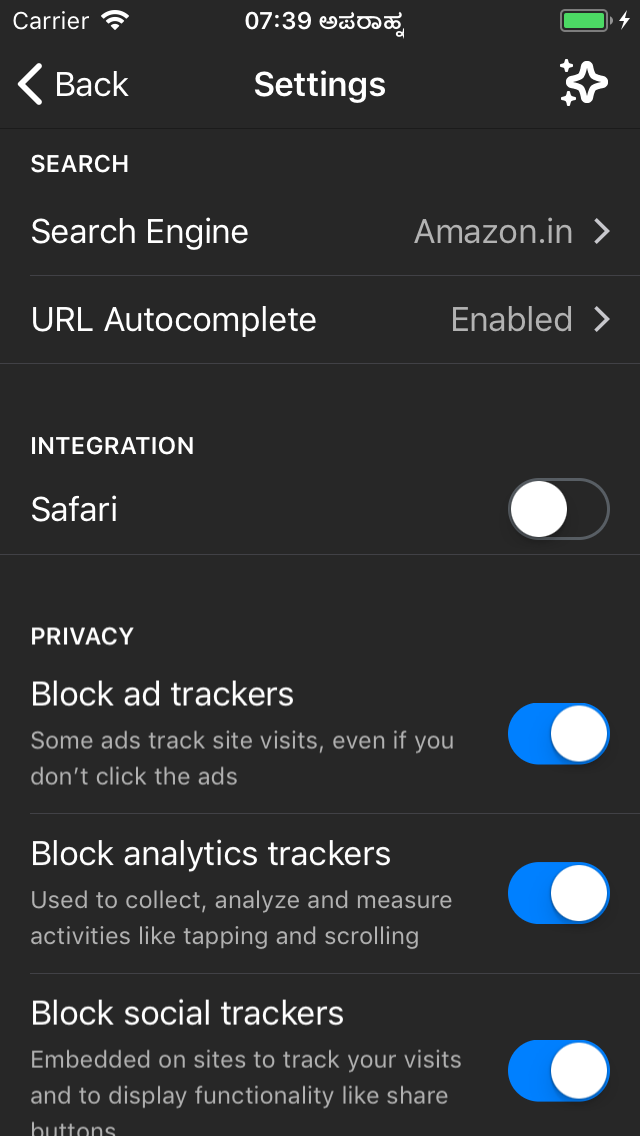 Carrier 07:39 ಅಪರಾಹ್ನ
Back Settings
SEARCH
Search Engine Amazon.in
URL Autocomplete Enabled
INTEGRATION
Safari
PRIVACY
Block ad trackers
Some ads track site visits, even if you
don’t click the ads
Block analytics trackers
Used to collect, analyze and measure
activities like tapping and scrolling
Block social trackers
Embedded on sites to track your visits
and to display functionality like share
buttons